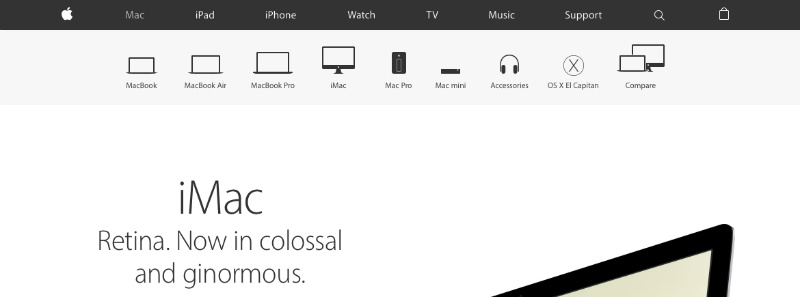 Mac iPad iPhone Watch TV Music Support
MacBook MacBook Air MacBook Pro iMac Mac Pro Mac mini Accessories OS X El Capitan Compare
X
iMac
Retina. Now in colossal
and ginormous.